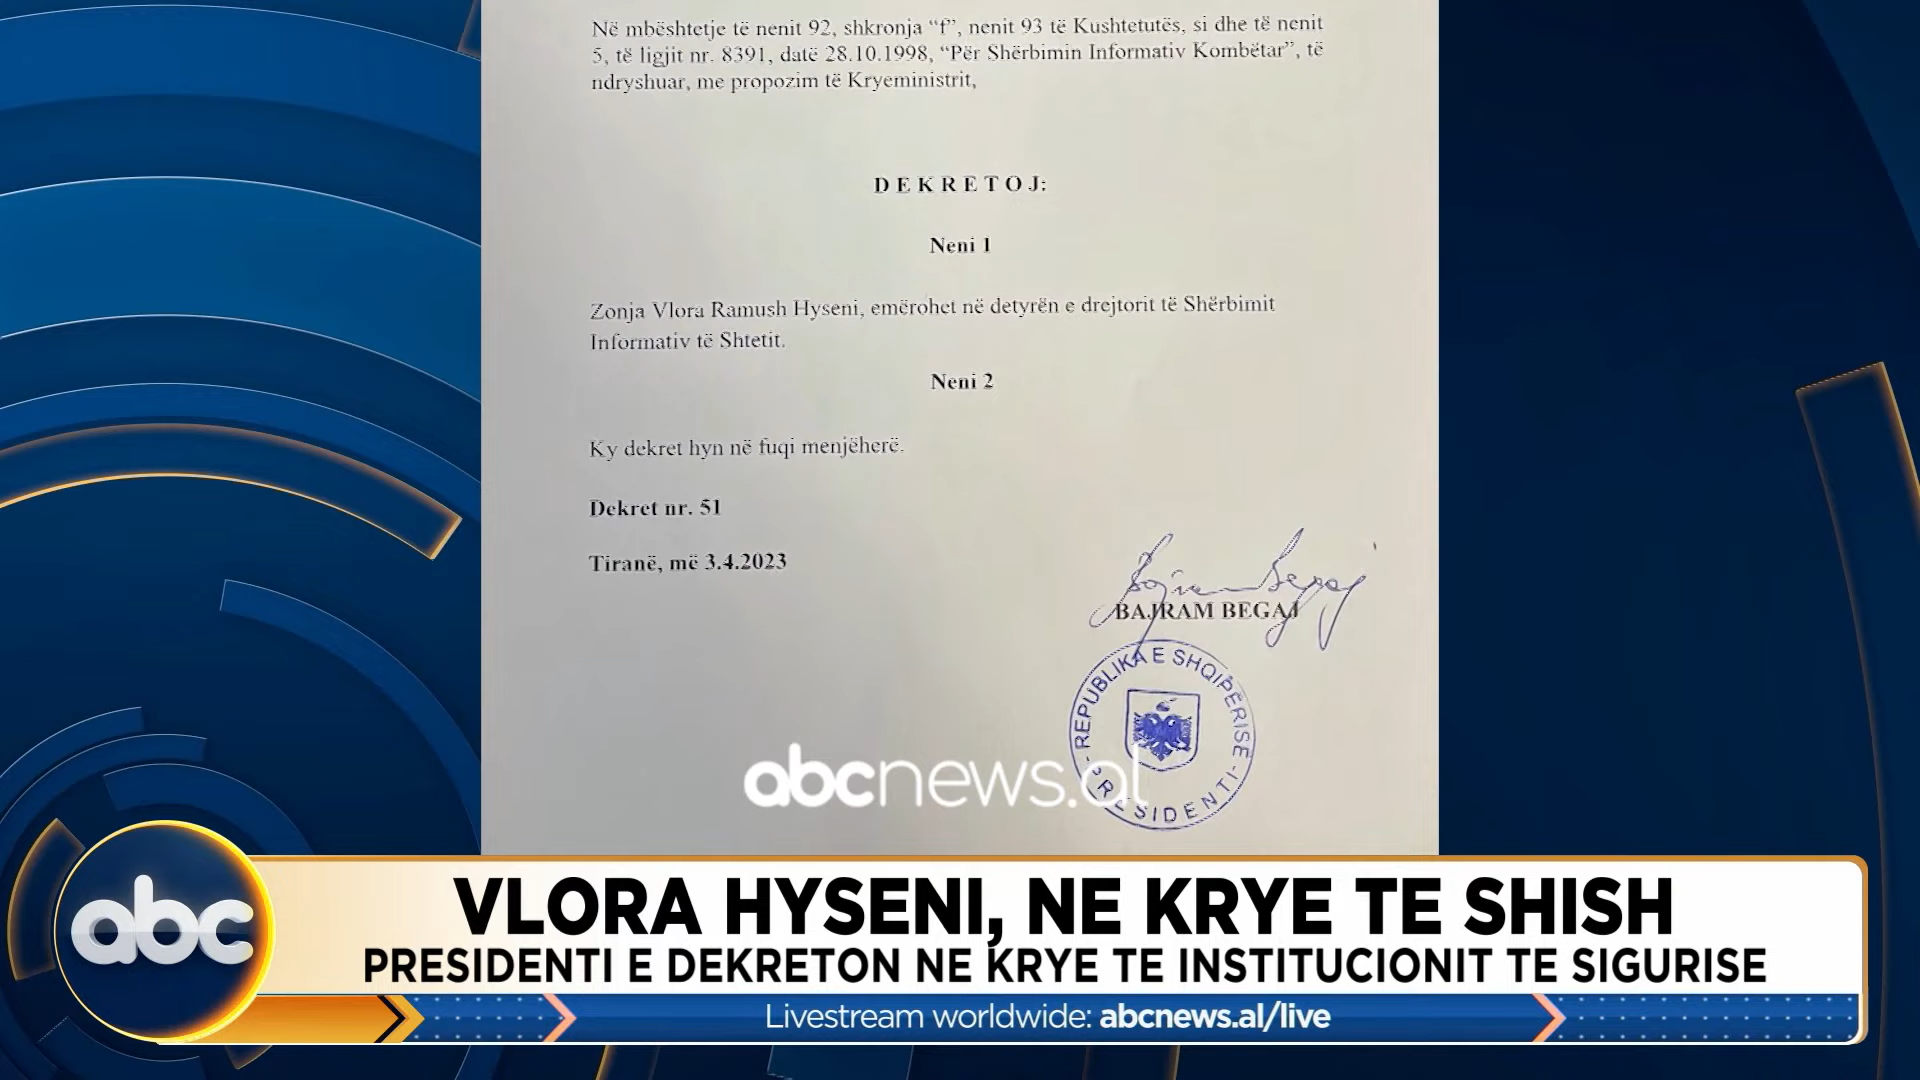 Në mbështetje të nenit 92, shkronja “f”, nenit 93 të Kushtetutës, si dhe të nenit
5, të ligjit nr. 8391, datë 28.10.1998, “Për Shërbimin Informativ Kombëtar”, të
ndryshuar, me propozim të Kryeministrit,
DEKRETOJ:
Neni 1
Zonja Vlora Ramush Hyseni, emërohet në detyrën e drejtorit të Shërbimit
Informativ të Shtetit.
Neni 2
Ky dekret hyn në fuqi menjëherë.
Dekret nr. 51
Tiranë, më 3.4.2023
Bajram Begaj
BAJRAM BEGAJ
REPUBLIKA E SHQIPËRISË
- PRESIDENTI -
abcnews.al
abc
VLORA HYSENI, NE KRYE TE SHISH
PRESIDENTI E DEKRETON NE KRYE TE INSTITUCIONIT TE SIGURISE
Livestream worldwide: abcnews.al/live